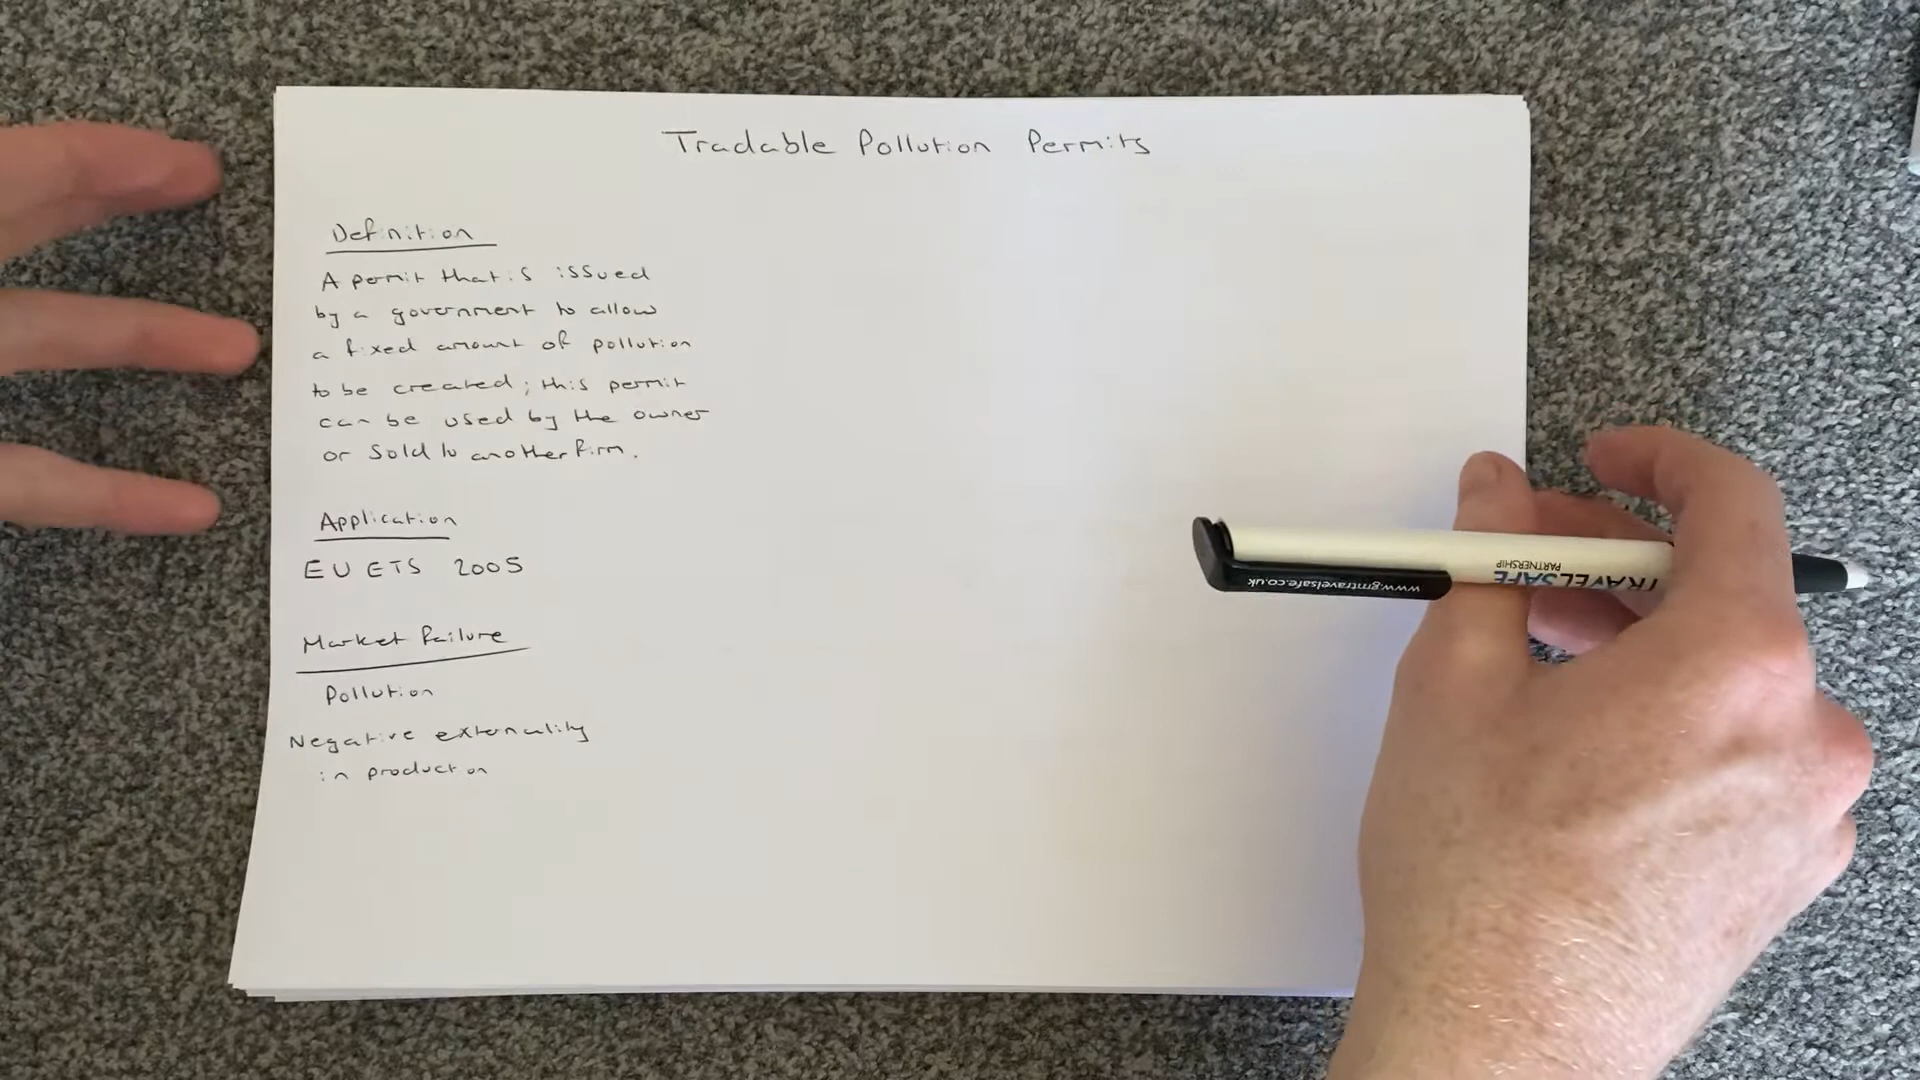 Tradable Pollution Permits
Definition
A permit that is issued
by a government to allow
a fixed amount of pollution
to be created; this permit
can be used by the owner
or sold to another firm.
Application
EU ETS 2005
Market failure
Pollution
Negative externality
in production
TRAVELSAFE
PARTNERSHIP
www.gmtravelsafe.co.uk